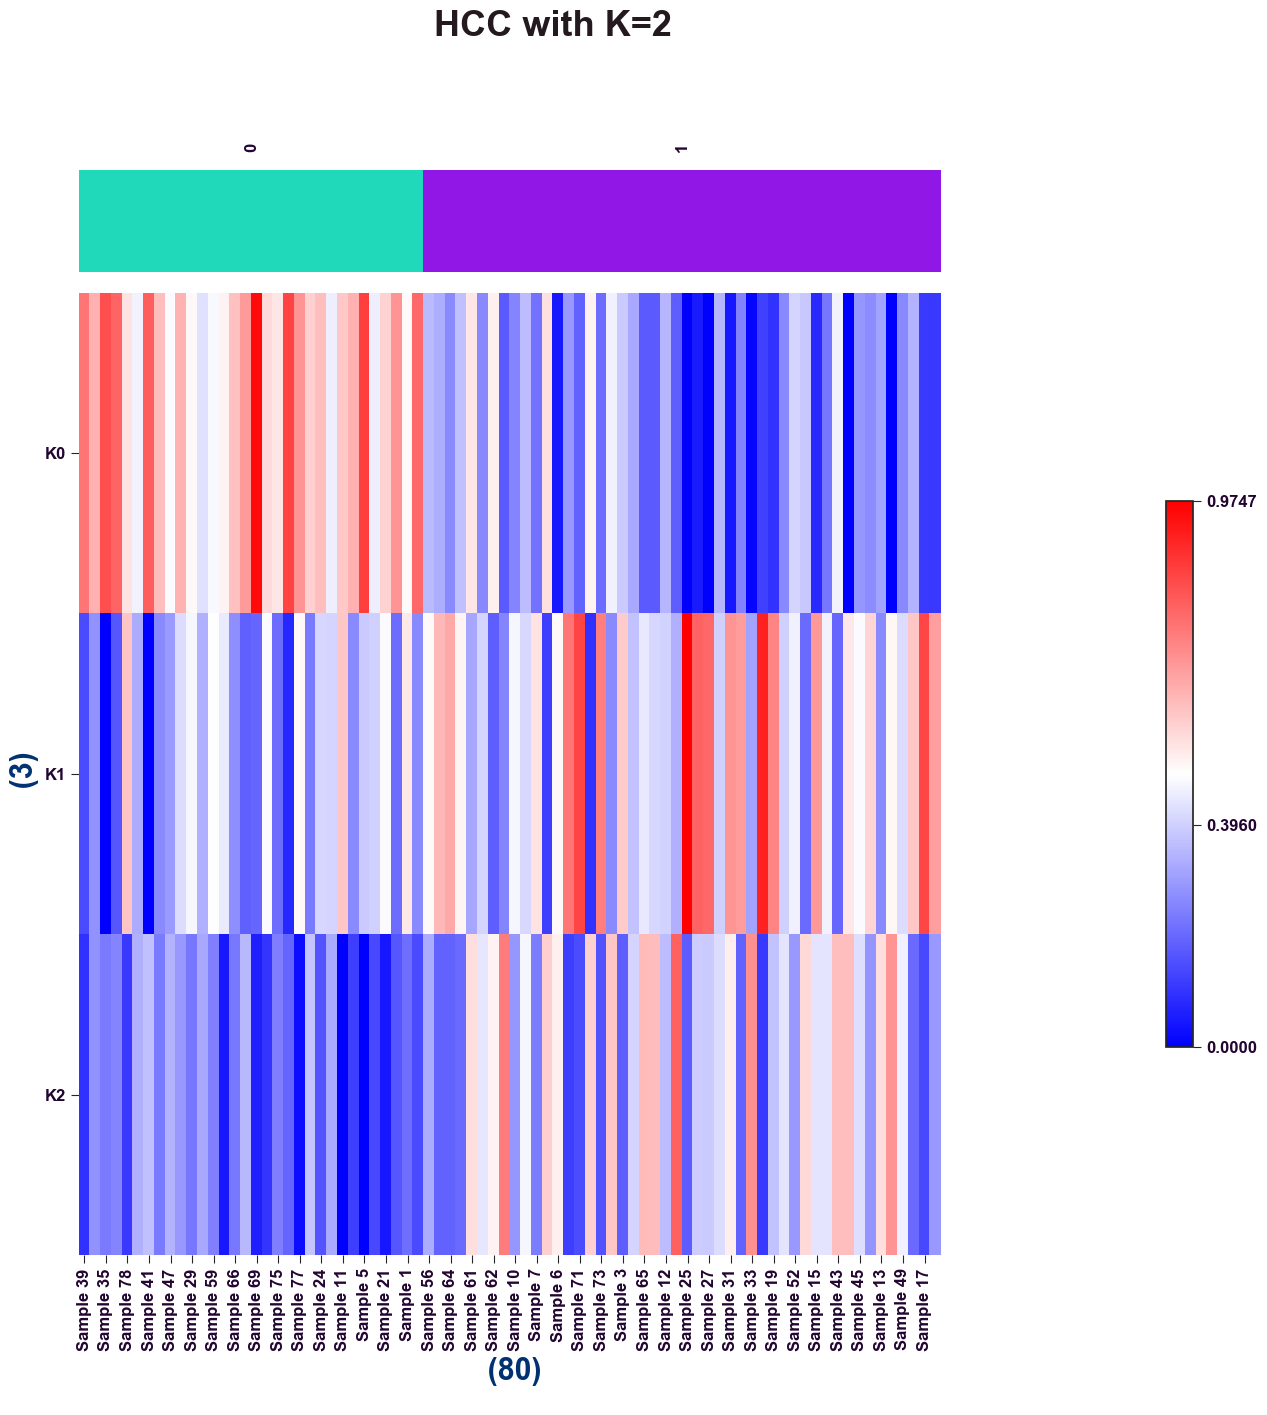 HCC with K=2
0
1
K0
K1
K2
(3)
0.9747
0.3960
0.0000
Sample 39
Sample 35
Sample 78
Sample 41
Sample 47
Sample 29
Sample 59
Sample 66
Sample 69
Sample 75
Sample 77
Sample 24
Sample 11
Sample 5
Sample 21
Sample 1
Sample 56
Sample 64
Sample 61
Sample 62
Sample 10
Sample 7
Sample 6
Sample 71
Sample 73
Sample 3
Sample 65
Sample 12
Sample 25
Sample 27
Sample 31
Sample 33
Sample 19
Sample 52
Sample 15
Sample 43
Sample 45
Sample 13
Sample 49
Sample 17
(80)